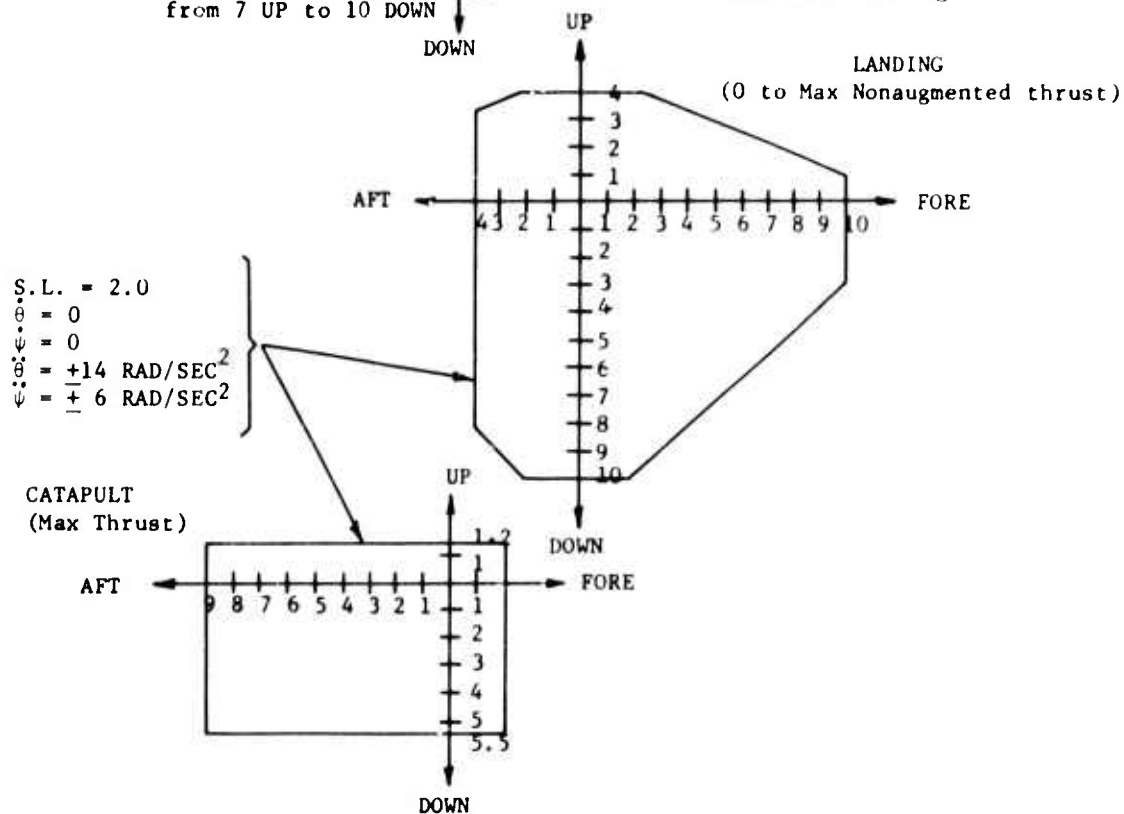 from 7 UP to 10 DOWN
DOWN
UP
LANDING
(0 to Max Nonaugmented thrust)
4
3
2
1
AFT
FORE
4 3 2 1 1 2 3 4 5 6 7 8 9 10
2
3
4
5
6
7
8
9
10
DOWN
S.L. = 2.0
θ̇ = 0
ψ̇ = 0
θ̈ = ±14 RAD/SEC²
ψ̈ = ± 6 RAD/SEC²
CATAPULT
(Max Thrust)
UP
1.2
1
AFT
FORE
9 8 7 6 5 4 3 2 1 1
2
3
4
5
5.5
DOWN